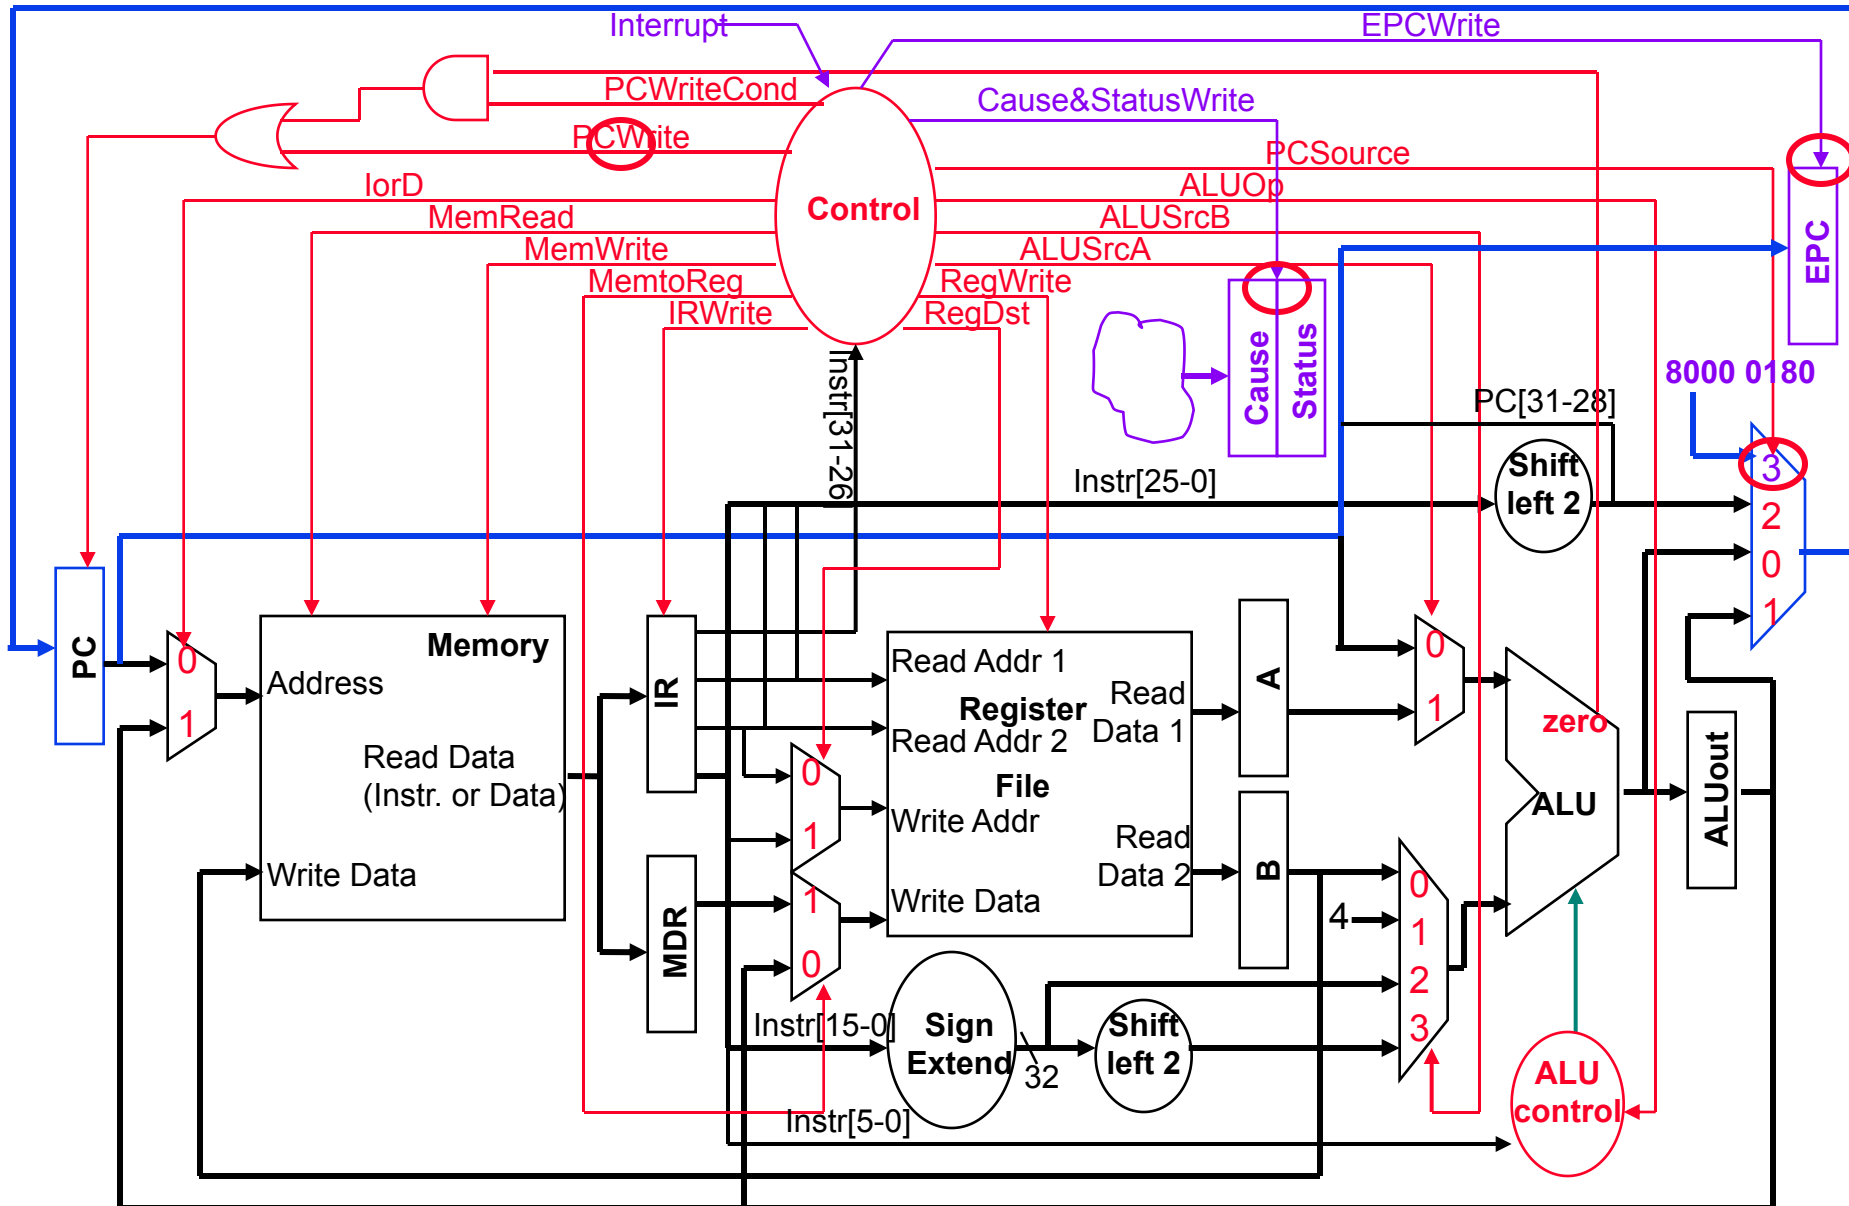 Interrupt
EPCWrite
PCWriteCond
Cause&StatusWrite
PCWrite
PCSource
IorD
ALUOp
Control
MemRead
ALUSrcB
MemWrite
ALUSrcA
EPC
MemtoReg
RegWrite
IRWrite
RegDst
Instr[31-26]
Cause
Status
8000 0180
PC[31-28]
Shift
left 2
Instr[25-0]
3
2
0
1
PC
0
1
Memory
Address
Read Data
(Instr. or Data)
Write Data
IR
MDR
0
1
1
0
Read Addr 1
Register
Read Addr 2
File
Write Addr
Write Data
Read
Data 1
Read
Data 2
A
B
0
1
4
0
1
2
3
zero
ALU
ALUout
Instr[15-0]
Sign
Extend
32
Shift
left 2
ALU
control
Instr[5-0]